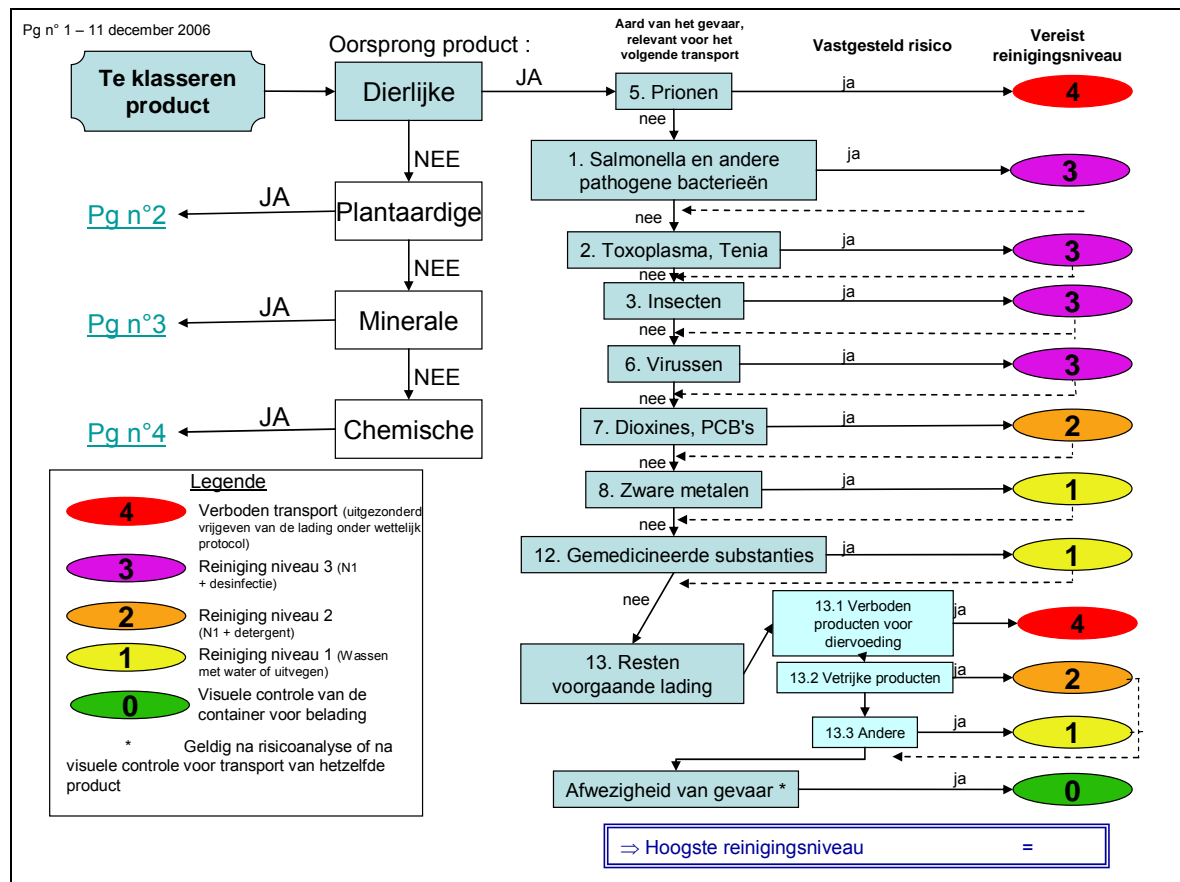 Pg n° 1 – 11 december 2006
Oorsprong product :
Aard van het gevaar,
relevant voor het
volgende transport
Vastgesteld risico
Vereist
reinigingsniveau
Te klasseren
product
Dierlijke
JA
NEE
Plantaardige
JA
Pg n°2
NEE
Minerale
JA
Pg n°3
NEE
Chemische
JA
Pg n°4
5. Prionen
ja
4
nee
1. Salmonella en andere
pathogene bacterieën
ja
3
nee
2. Toxoplasma, Tenia
ja
3
nee
3. Insecten
ja
3
nee
6. Virussen
ja
3
nee
7. Dioxines, PCB's
ja
2
nee
8. Zware metalen
ja
1
nee
12. Gemedicineerde substanties
ja
1
nee
13. Resten
voorgaande lading
13.1 Verboden
producten voor
diervoeding
ja
4
13.2 Vetrijke producten
ja
2
13.3 Andere
ja
1
Afwezigheid van gevaar *
ja
0
⇒ Hoogste reinigingsniveau =
Legende
4
Verboden transport (uitgezonderd
vrijgeven van de lading onder wettelijk
protocol)
3
Reiniging niveau 3 (N1
+ desinfectie)
2
Reiniging niveau 2
(N1 + detergent)
1
Reiniging niveau 1 (Wassen
met water of uitvegen)
0
Visuele controle van de
container voor belading
* Geldig na risicoanalyse of na
visuele controle voor transport van hetzelfde
product